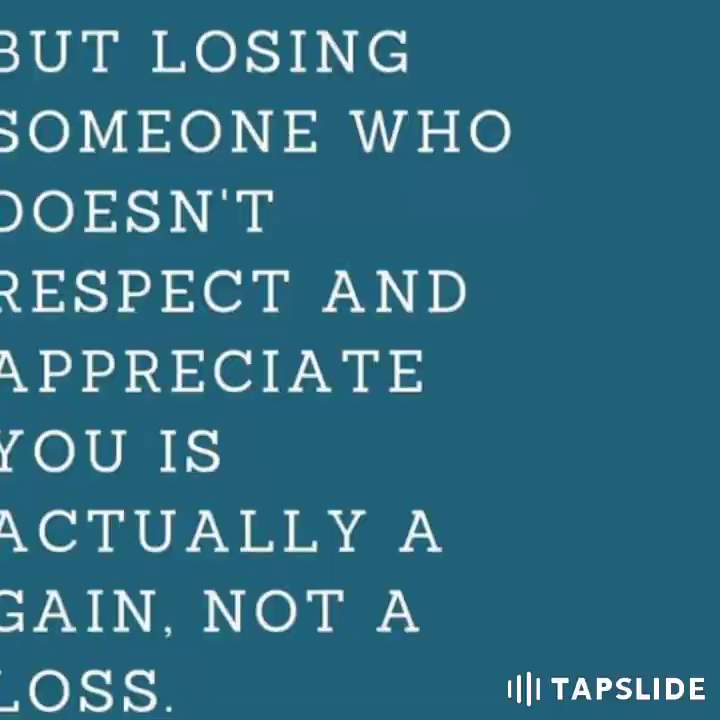 BUT LOSING
SOMEONE WHO
DOESN'T
RESPECT AND
APPRECIATE
YOU IS
ACTUALLY A
GAIN, NOT A
LOSS.
TAPSLIDE